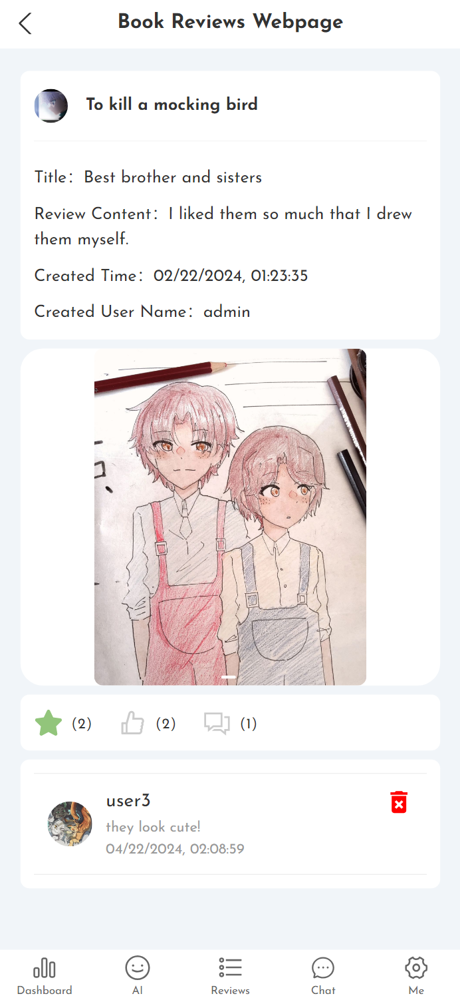 Book Reviews Webpage
To kill a mocking bird
Title：Best brother and sisters
Review Content：I liked them so much that I drew
them myself.
Created Time：02/22/2024, 01:23:35
Created User Name：admin
(2) (2) (1)
user3
they look cute!
04/22/2024, 02:08:59
Dashboard AI Reviews Chat Me